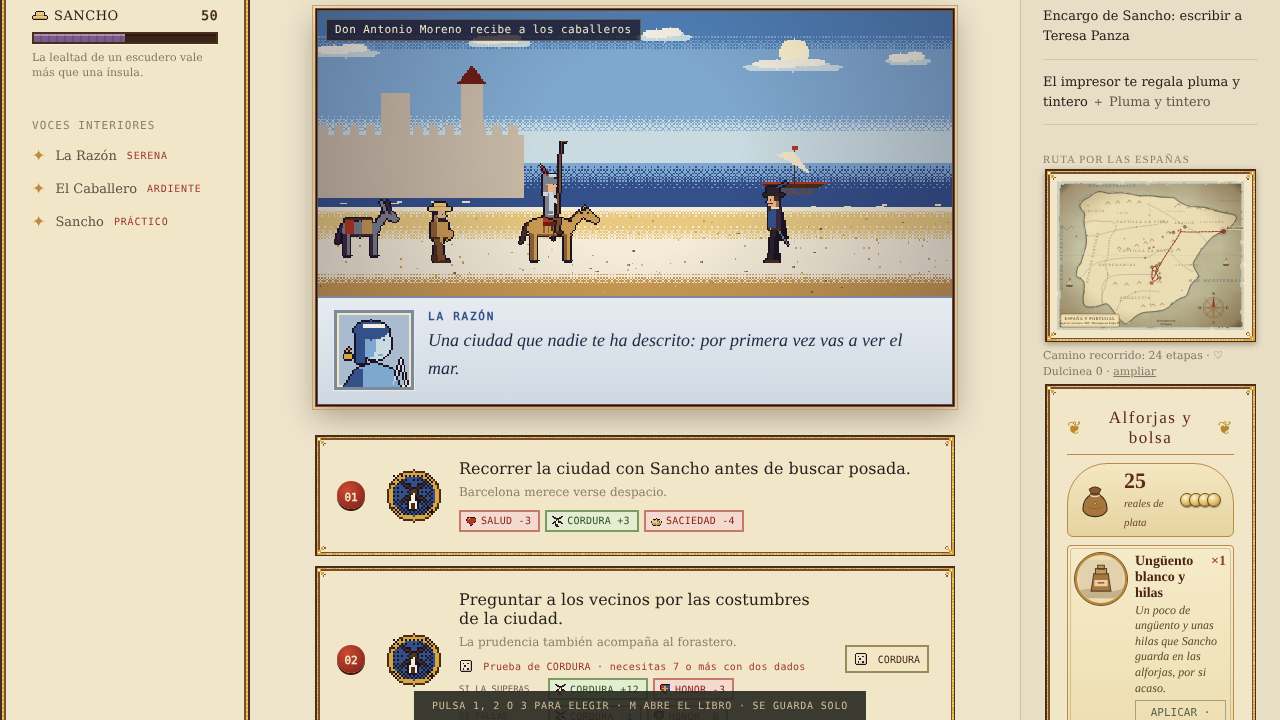 SANCHO 50
La lealtad de un escudero vale
más que una ínsula.
VOCES INTERIORES
La Razón SERENA
El Caballero ARDIENTE
Sancho PRÁCTICO
Don Antonio Moreno recibe a los caballeros
LA RAZÓN
Una ciudad que nadie te ha descrito: por primera vez vas a ver el
mar.
01
Recorrer la ciudad con Sancho antes de buscar posada.
Barcelona merece verse despacio.
SALUD -3 CORDURA +3 SACIEDAD -4
02
Preguntar a los vecinos por las costumbres
de la ciudad.
La prudencia también acompaña al forastero.
Prueba de CORDURA · necesitas 7 o más con dos dados
CORDURA
SI LA SUPERAS CORDURA +12 HONOR -3
PULSA 1, 2 O 3 PARA ELEGIR · M ABRE EL LIBRO · SE GUARDA SOLO
Encargo de Sancho: escribir a
Teresa Panza
El impresor te regala pluma y
tintero + Pluma y tintero
RUTA POR LAS ESPAÑAS
ESPAÑA Y PORTUGAL
Camino recorrido: 24 etapas · ♡
Dulcinea 0 · ampliar
Alforjas y
bolsa
25
reales de
plata
Ungüento ×1
blanco y
hilas
Un poco de
ungüento y unas
hilas que Sancho
guarda en las
alforjas, por si
acaso.
APLICAR ·